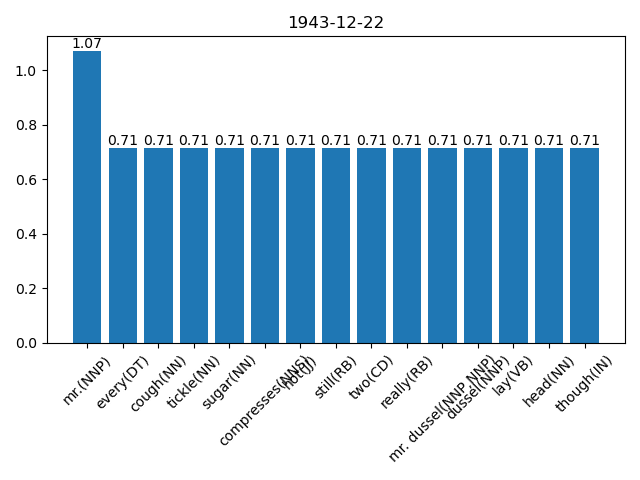 1943-12-22
1.07
0.71 0.71 0.71 0.71 0.71 0.71 0.71 0.71 0.71 0.71 0.71 0.71 0.71 0.71
1.0
0.8
0.6
0.4
0.2
0.0
mr.(NNP)
every(DT)
cough(NN)
tickle(NN)
sugar(NN)
compresses(NNS)
hot(JJ)
still(RB)
two(CD)
really(RB)
mr. dussel(NNP NNP)
dussel(NNP)
lay(VB)
head(NN)
though(IN)